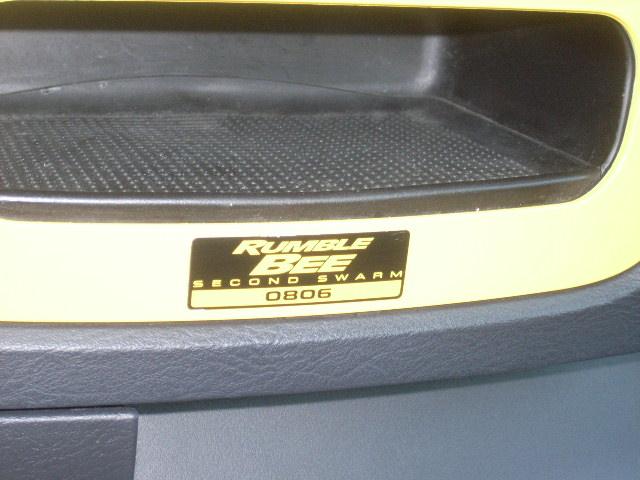 RUMBLE
BEE
SECOND SWARM
0806